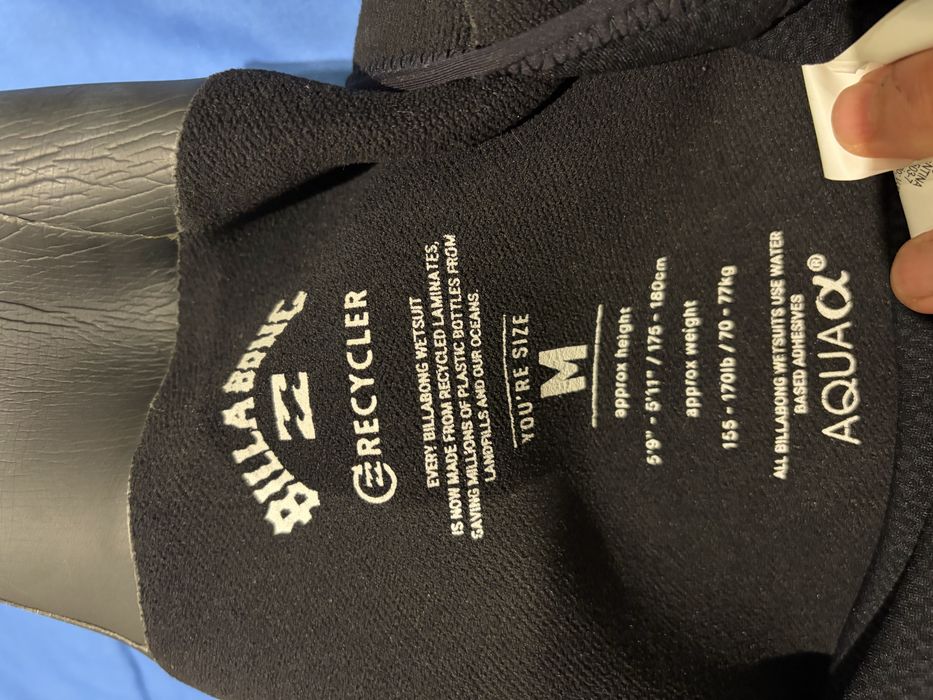 BILLABONG
RECYCLER
EVERY BILLABONG WETSUIT
IS NOW MADE FROM RECYCLED LAMINATES,
SAVING MILLIONS OF PLASTIC BOTTLES FROM
LANDFILLS AND OUR OCEANS.
YOU'RE SIZE
M
approx height
5'9" - 5'11" / 175 - 180cm
approx weight
155 - 170lb / 70 - 77kg
ALL BILLABONG WETSUITS USE WATER
BASED ADHESIVES
AQUA α®